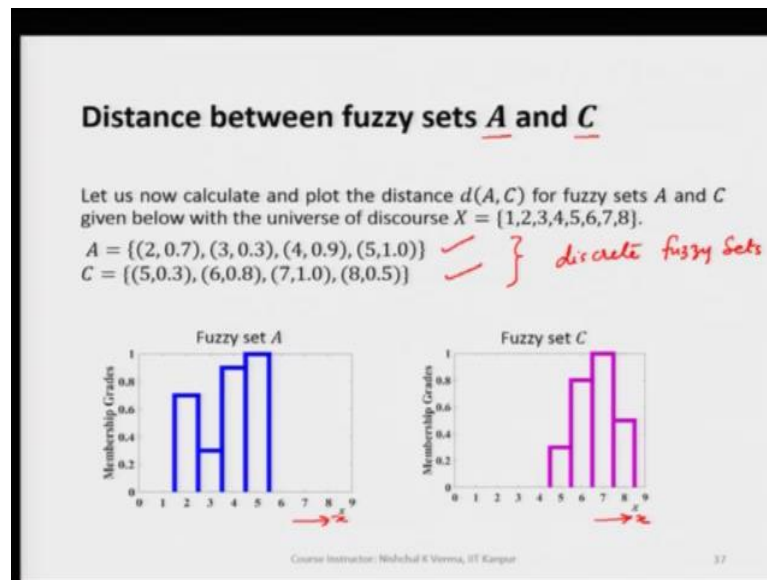 Distance between fuzzy sets A and C
Let us now calculate and plot the distance d(A, C) for fuzzy sets A and C
given below with the universe of discourse X = {1,2,3,4,5,6,7,8}.
A = {(2, 0.7), (3, 0.3), (4, 0.9), (5, 1.0)}
C = {(5,0.3), (6,0.8), (7,1.0), (8,0.5)}
} discrete fuzzy Sets
Fuzzy set A
Membership Grades
1
0.8
0.6
0.4
0.2
0
0 1 2 3 4 5 6 7 8 9
x
→ x
Fuzzy set C
Membership Grades
1
0.8
0.6
0.4
0.2
0
0 1 2 3 4 5 6 7 8 9
x
→ x
Course Instructor: Nishchal K Verma, IIT Kanpur
37